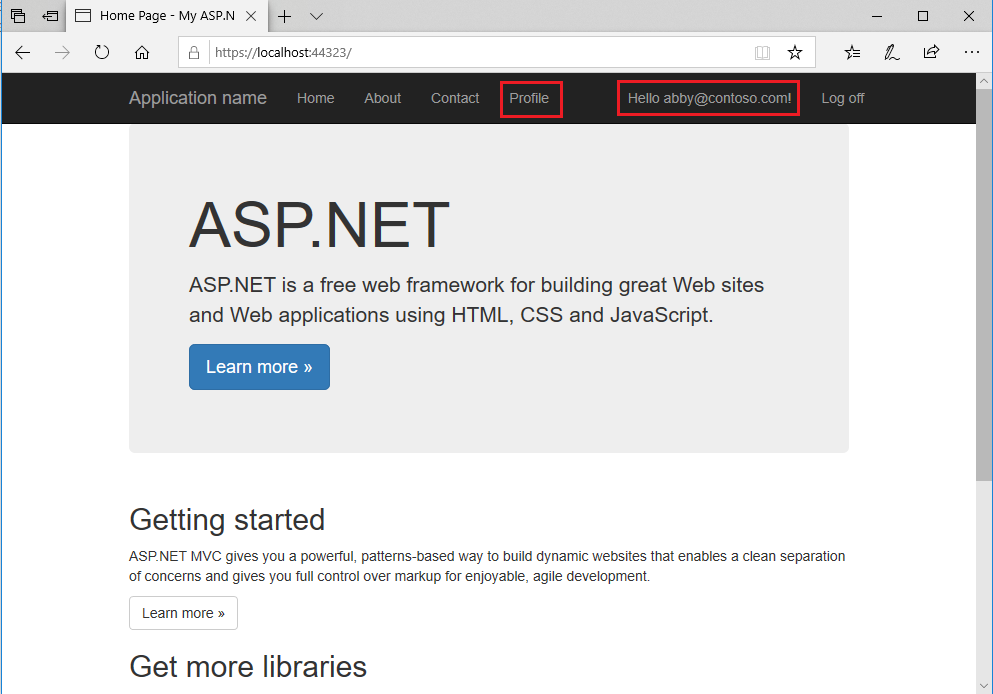 Home Page - My ASP.N
https://localhost:44323/
Application name Home About Contact Profile Hello abby@contoso.com! Log off
ASP.NET
ASP.NET is a free web framework for building great Web sites
and Web applications using HTML, CSS and JavaScript.
Learn more »
Getting started
ASP.NET MVC gives you a powerful, patterns-based way to build dynamic websites that enables a clean separation
of concerns and gives you full control over markup for enjoyable, agile development.
Learn more »
Get more libraries